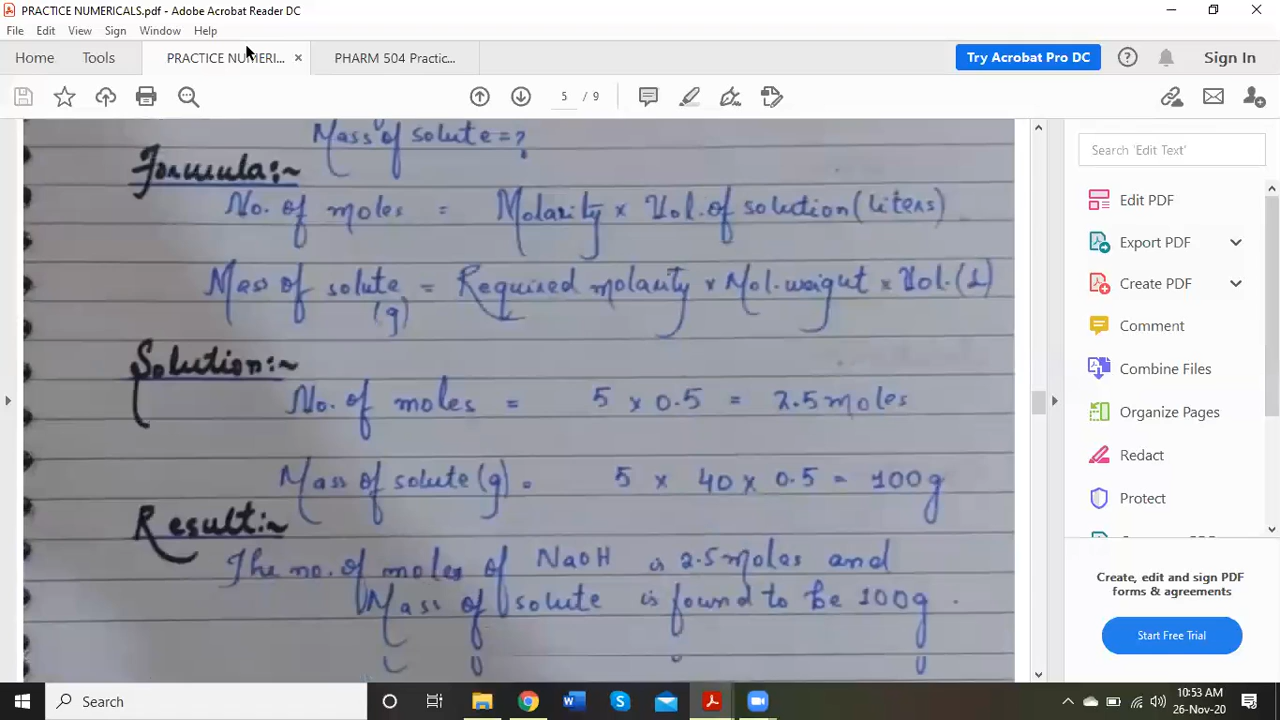 PRACTICE NUMERICALS.pdf - Adobe Acrobat Reader DC
File Edit View Sign Window Help
Home Tools PRACTICE NUMERI... × PHARM 504 Practic... Try Acrobat Pro DC Sign In
5 / 9
Mass of solute = ?
Formula:~
No. of moles = Molarity × Vol. of solution (liters)
Mass of solute (g) = Required molarity × Mol. weight × Vol. (L)
Solution:~
No. of moles = 5 × 0.5 = 2.5 moles
Mass of solute (g) = 5 × 40 × 0.5 = 100g
Result:~
The no. of moles of NaOH is 2.5 moles and
Mass of solute is found to be 100g.
Search 'Edit Text'
Edit PDF
Export PDF
Create PDF
Comment
Combine Files
Organize Pages
Redact
Protect
Create, edit and sign PDF
forms & agreements
Start Free Trial
Search
10:53 AM
26-Nov-20